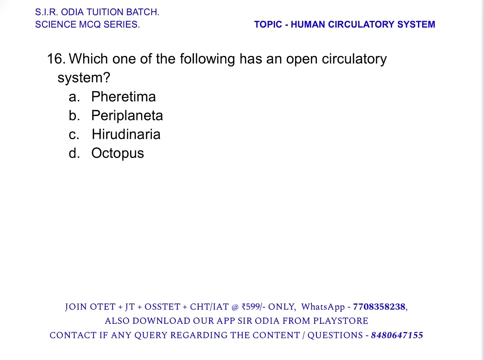 S.I.R. ODIA TUITION BATCH.
SCIENCE MCQ SERIES. TOPIC - HUMAN CIRCULATORY SYSTEM
16. Which one of the following has an open circulatory
system?
a. Pheretima
b. Periplaneta
c. Hirudinaria
d. Octopus
JOIN OTET + JT + OSSTET + CHT/IAT @ ₹599/- ONLY, WhatsApp - 7708358238,
ALSO DOWNLOAD OUR APP SIR ODIA FROM PLAYSTORE
CONTACT IF ANY QUERY REGARDING THE CONTENT / QUESTIONS - 8480647155